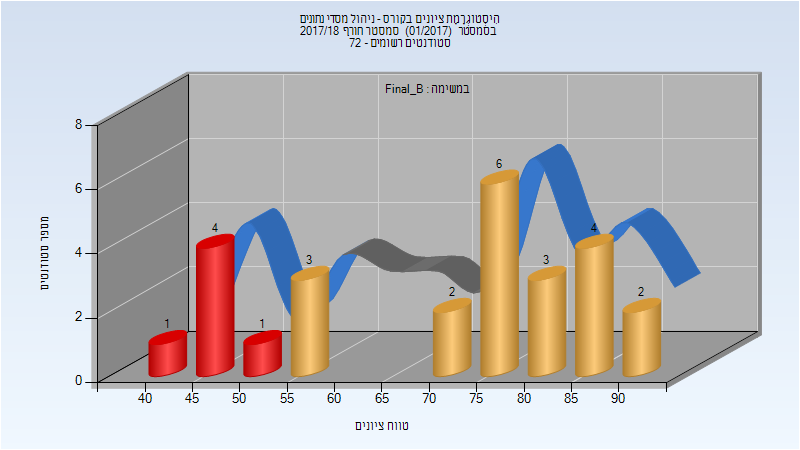 היסטוגרמת ציונים בקורס - ניהול מסדי נתונים
בסמסטר (01/2017) סמסטר חורף 2017/18
סטודנטים רשומים - 72
במשימה : Final_B
מספר סטודנטים
8
6
4
2
0
1
4
1
3
2
6
3
4
2
40 45 50 55 60 65 70 75 80 85 90
טווח ציונים